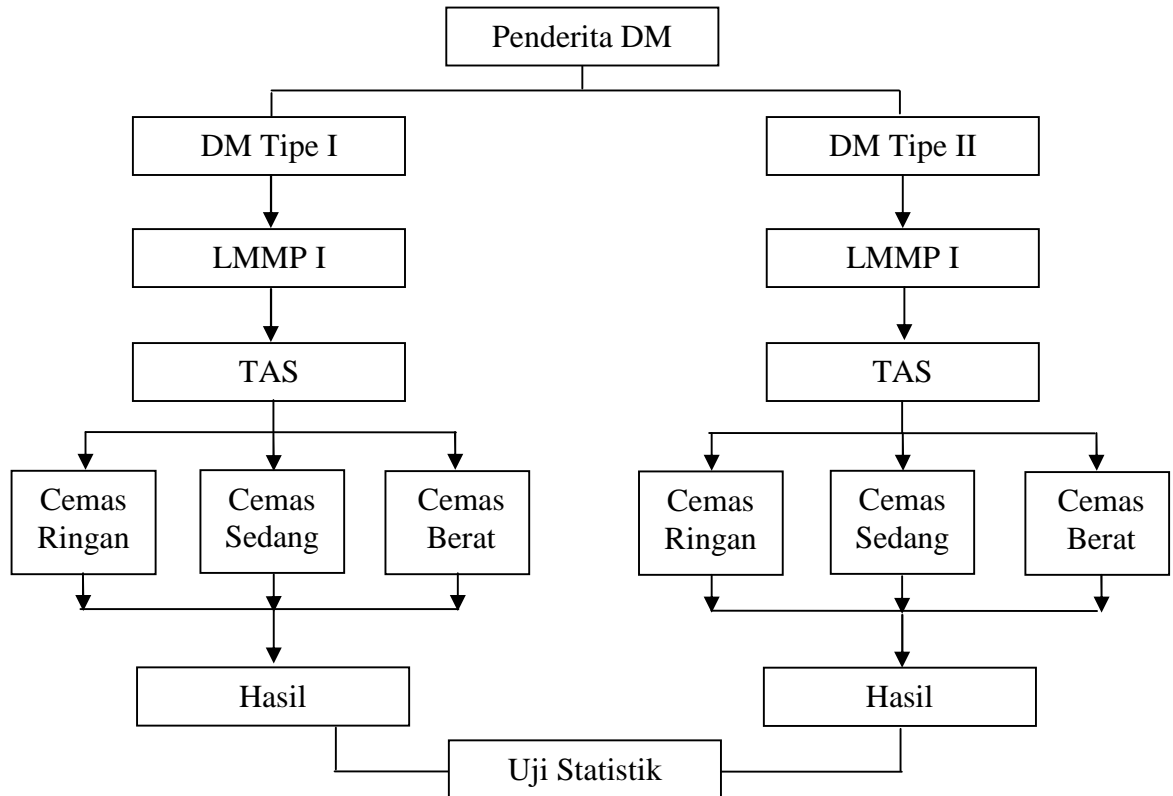 Penderita DM
DM Tipe I
DM Tipe II
LMMP I
LMMP I
TAS
TAS
Cemas
Ringan
Cemas
Sedang
Cemas
Berat
Cemas
Ringan
Cemas
Sedang
Cemas
Berat
Hasil
Hasil
Uji Statistik